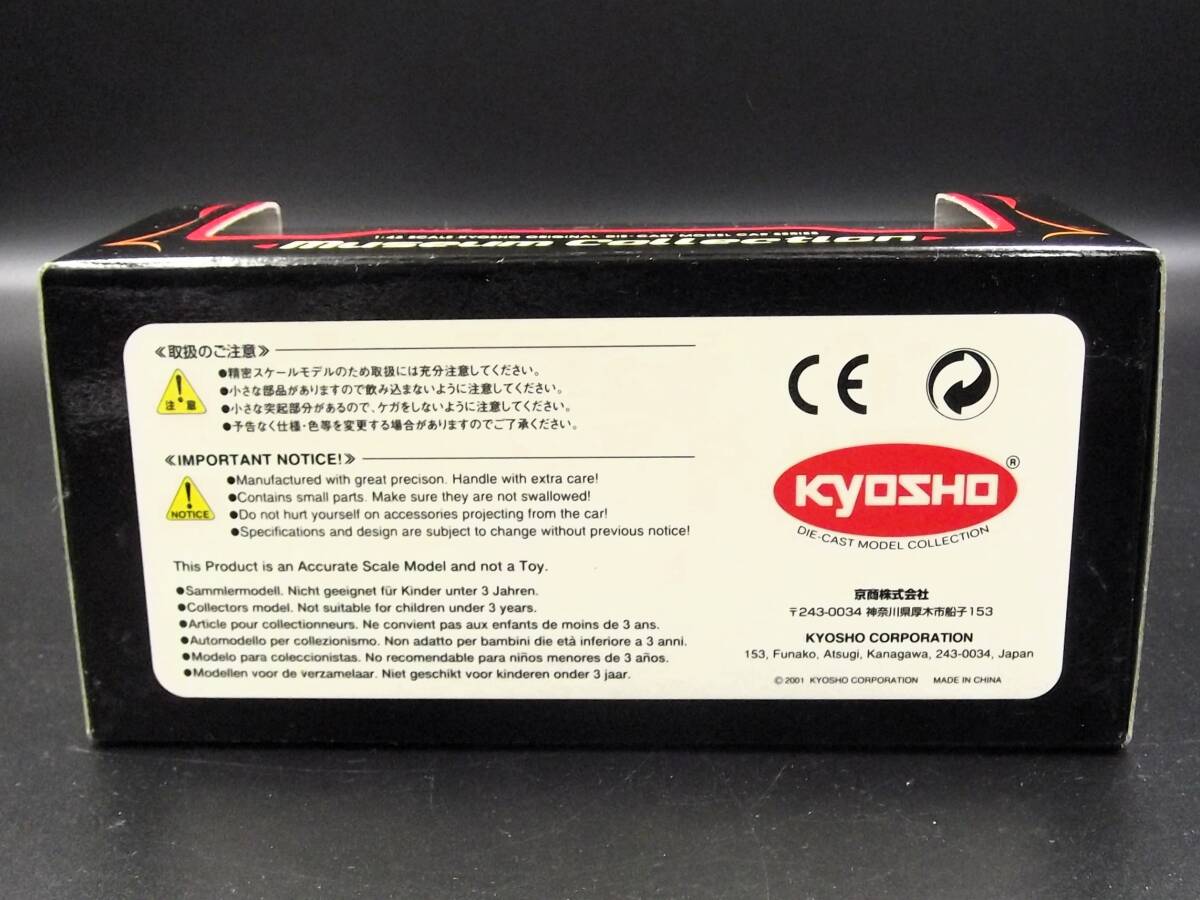 1:43 SCALE KYOSHO ORIGINAL DIE-CAST MODEL CAR SERIES
Museum Collection
≪取扱のご注意≫
注意
●精密スケールモデルのため取扱には充分注意してください。
●小さな部品がありますので飲み込まないように注意してください。
●小さな突起部分があるので、ケガをしないように注意してください。
●予告なく仕様・色等を変更する場合がありますのでご了承ください。
≪IMPORTANT NOTICE!≫
NOTICE
●Manufactured with great precison. Handle with extra care!
●Contains small parts. Make sure they are not swallowed!
●Do not hurt yourself on accessories projecting from the car!
●Specifications and design are subject to change without previous notice!
This Product is an Accurate Scale Model and not a Toy.
●Sammlermodell. Nicht geeignet für Kinder unter 3 Jahren.
●Collectors model. Not suitable for children under 3 years.
●Article pour collectionneurs. Ne convient pas aux enfants de moins de 3 ans.
●Automodello per collezionismo. Non adatto per bambini die età inferiore a 3 anni.
●Modelo para coleccionistas. No recomendable para niños menores de 3 años.
●Modellen voor de verzamelaar. Niet geschikt voor kinderen onder 3 jaar.
CE
KYOSHO®
DIE-CAST MODEL COLLECTION
京商株式会社
〒243-0034 神奈川県厚木市船子153
KYOSHO CORPORATION
153, Funako, Atsugi, Kanagawa, 243-0034, Japan
©2001 KYOSHO CORPORATION MADE IN CHINA